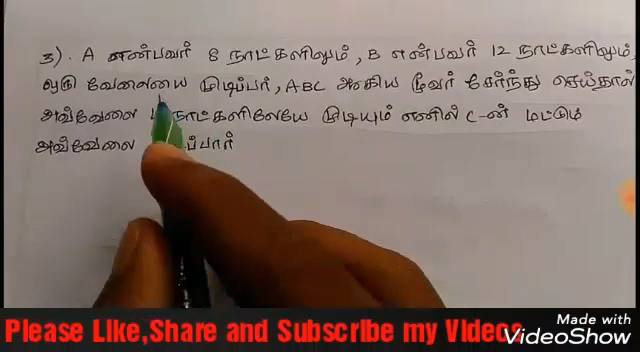 3). A என்பவர் 8 நாட்களிலும், B என்பவர் 12 நாட்களிலும்,
ஒரு வேலையை முடிப்பர், ABC அகிய மூவர் சேர்ந்து செய்தால்
அவ்வேலை நாட்களிலேயே முடியும் எனில் C-ன் மட்டும்
அவ்வேலை
Please Like,Share and Subscribe my Videos
Made with
VideoShow